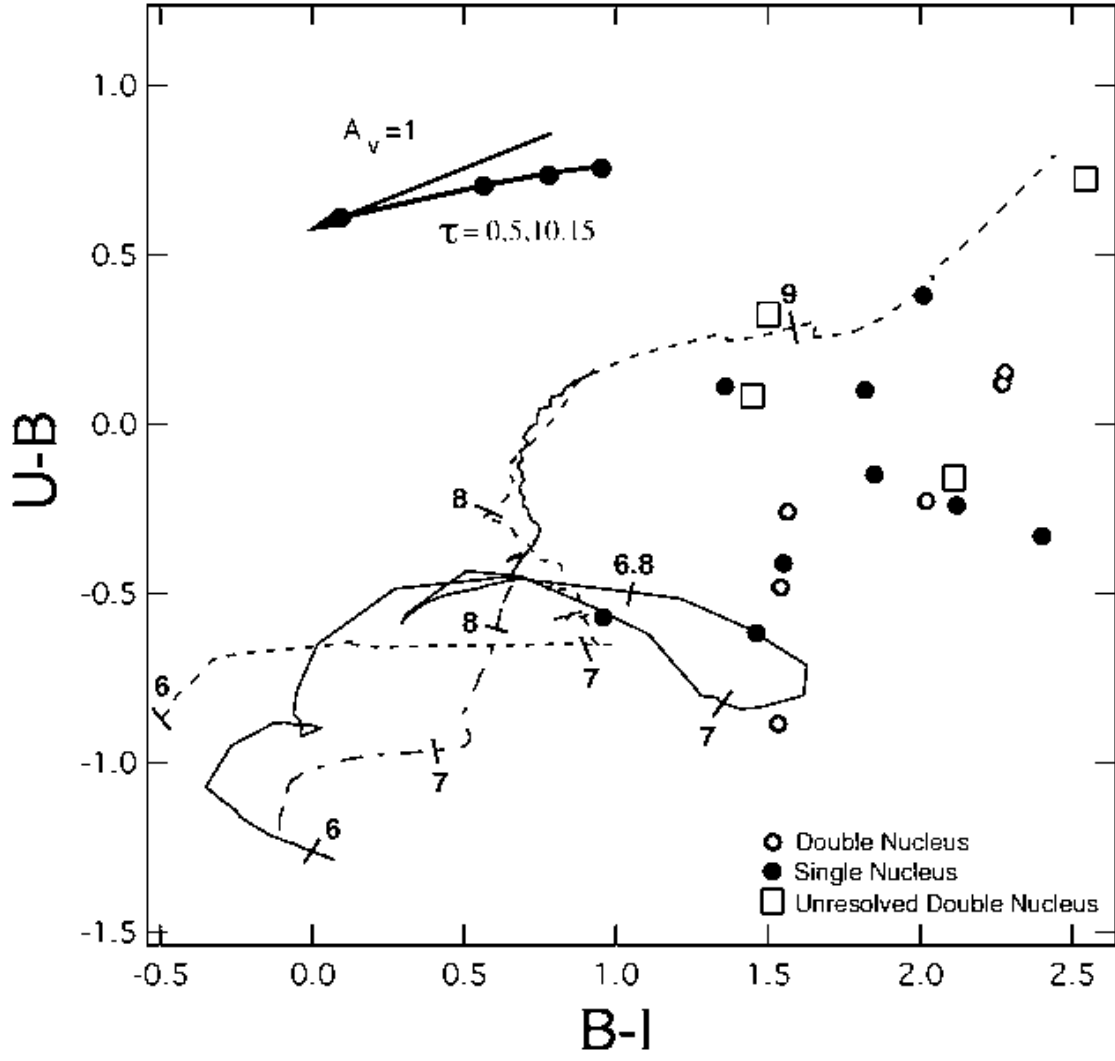 1.0
0.5
0.0
-0.5
-1.0
-1.5
U-B
A v =1
τ = 0,5,10.15
9
8
6.8
8
7
6
7
7
6
Double Nucleus
Single Nucleus
Unresolved Double Nucleus
-0.5 0.0 0.5 1.0 1.5 2.0 2.5
B-I